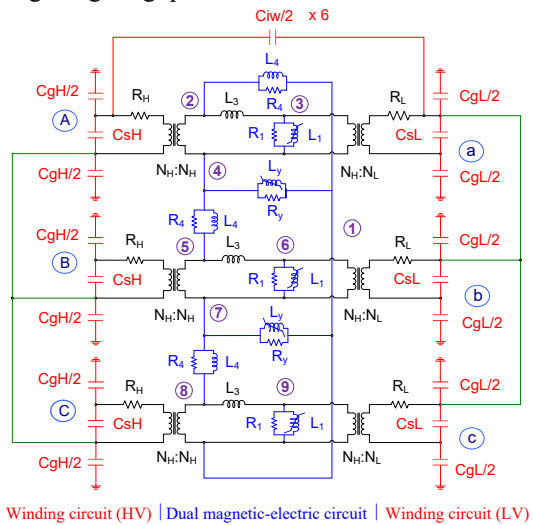 Ciw/2 x 6
CgH/2 RH ② L4 R4 L3 ③ RL CgL/2
A CsH R1 L1 CsL a
CgH/2 NH:NH ④ NH:NL CgL/2
Ly
Ry
CgH/2 R4 L4 ① CgL/2
RH ⑤ L3 ⑥ RL
B CsH R1 L1 CsL b
CgH/2 NH:NH ⑦ NH:NL CgL/2
Ly
Ry
CgH/2 R4 L4 CgL/2
RH ⑧ L3 ⑨ RL
C CsH R1 L1 CsL c
CgH/2 NH:NH NH:NL CgL/2
Winding circuit (HV) | Dual magnetic-electric circuit | Winding circuit (LV)